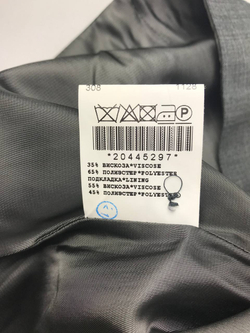 308 1128
P
*20445297*
35% ВИСКОЗА*VISCOSE
65% ПОЛИЭСТЕР*POLYESTER
ПОДКЛАДКА*LINING
55% ВИСКОЗА*VISCOSE
45% ПОЛИЭСТЕР*POLYESTER